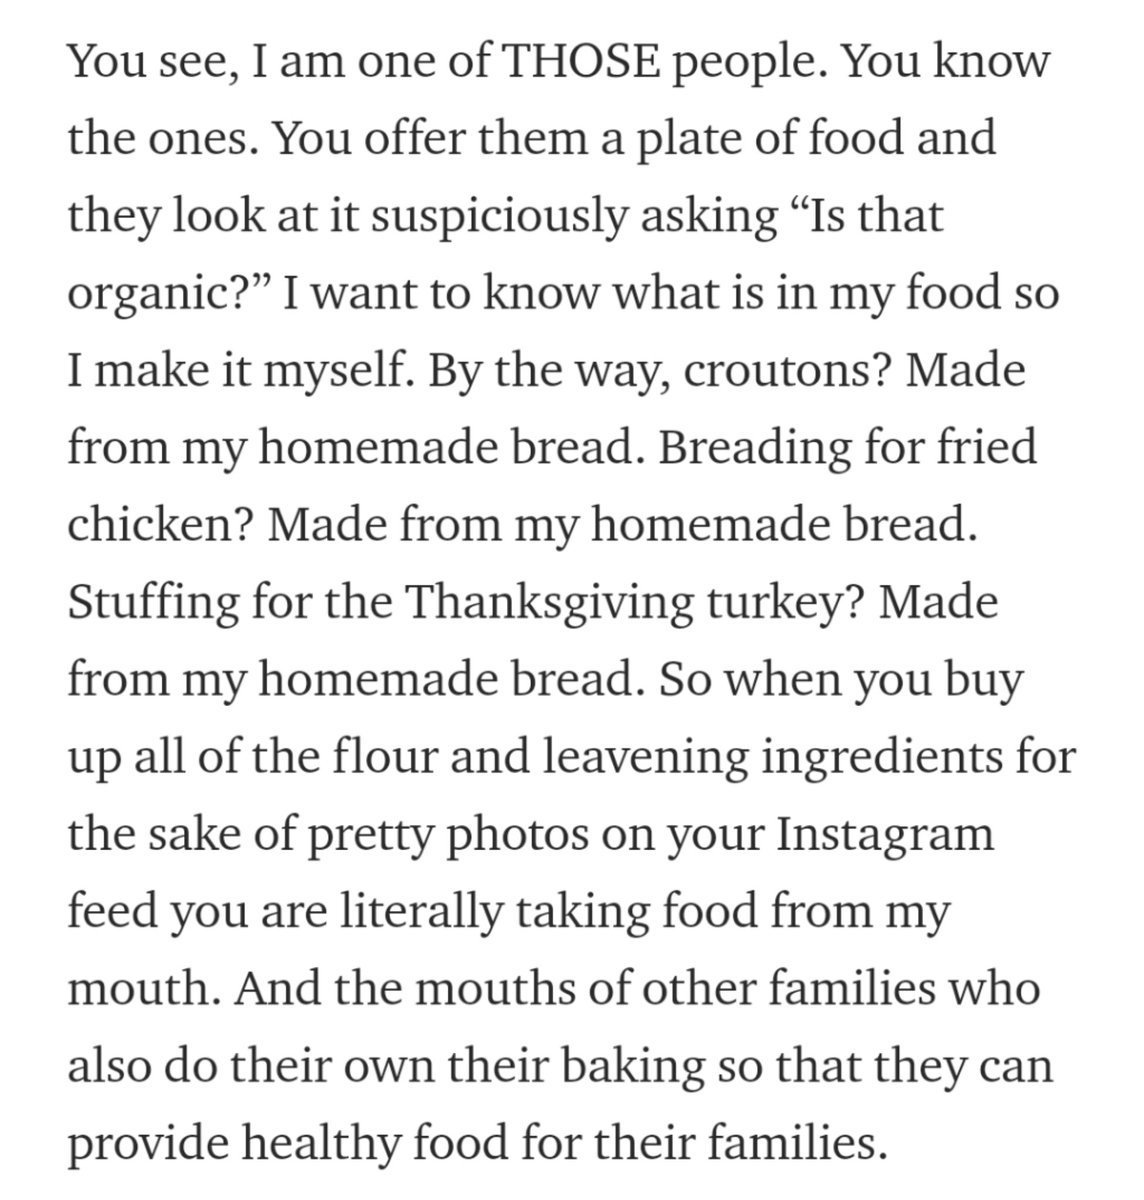 You see, I am one of THOSE people. You know
the ones. You offer them a plate of food and
they look at it suspiciously asking “Is that
organic?” I want to know what is in my food so
I make it myself. By the way, croutons? Made
from my homemade bread. Breading for fried
chicken? Made from my homemade bread.
Stuffing for the Thanksgiving turkey? Made
from my homemade bread. So when you buy
up all of the flour and leavening ingredients for
the sake of pretty photos on your Instagram
feed you are literally taking food from my
mouth. And the mouths of other families who
also do their own their baking so that they can
provide healthy food for their families.